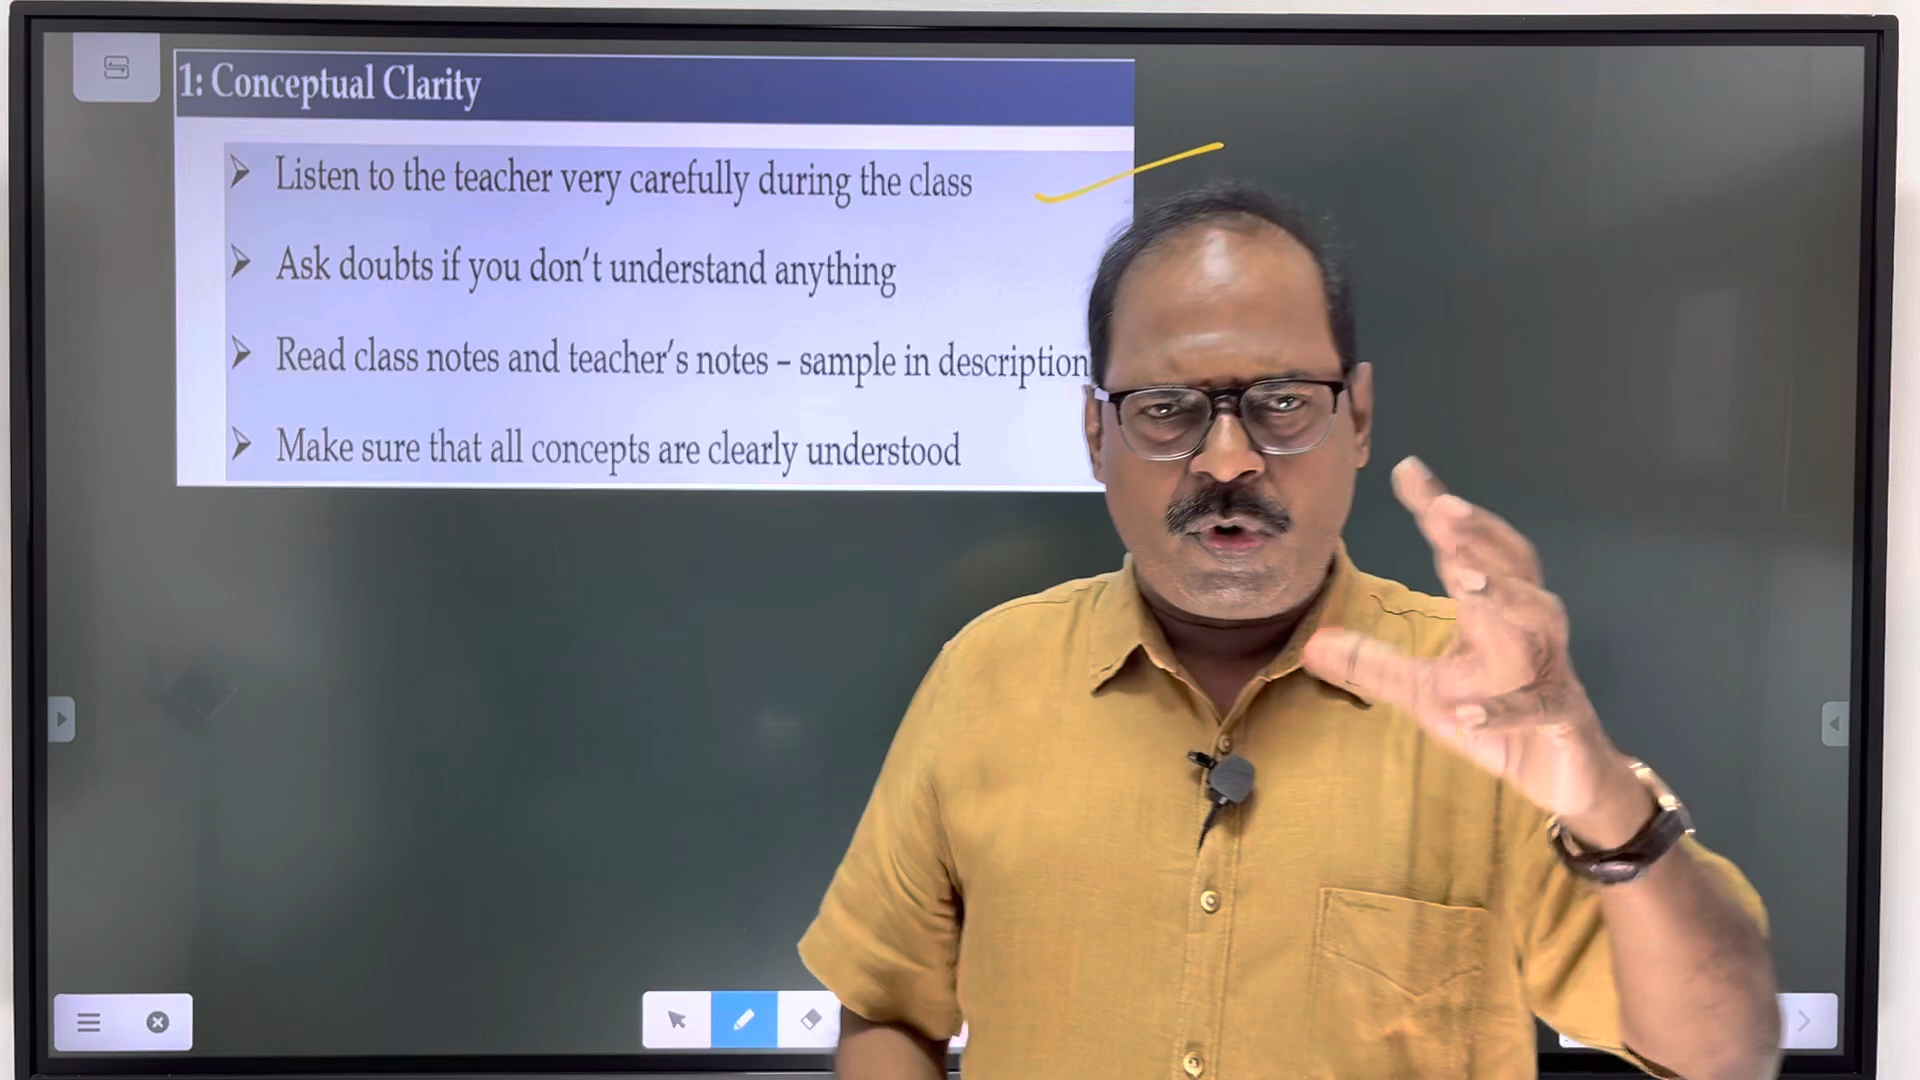 1: Conceptual Clarity
Listen to the teacher very carefully during the class
Ask doubts if you don’t understand anything
Read class notes and teacher’s notes – sample in description
Make sure that all concepts are clearly understood